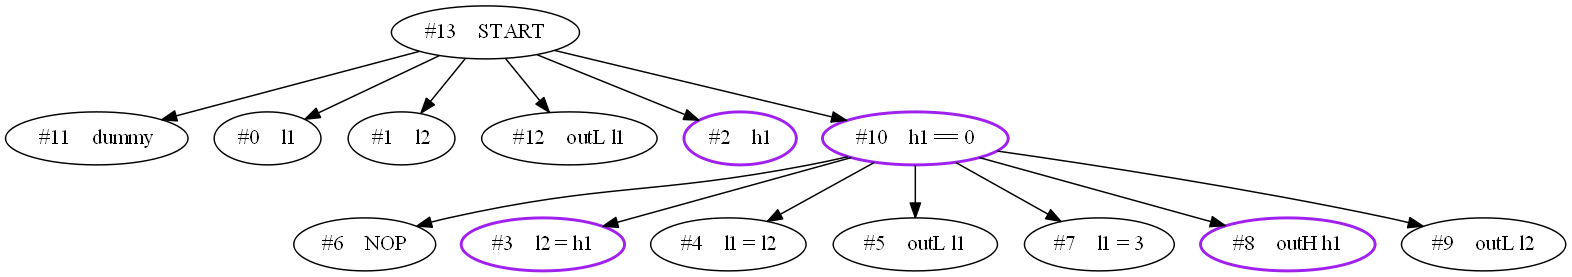 #13 START
#11 dummy
#0 l1
#1 l2
#12 outL l1
#2 h1
#10 h1 == 0
#6 NOP
#3 l2 = h1
#4 l1 = l2
#5 outL l1
#7 l1 = 3
#8 outH h1
#9 outL l2